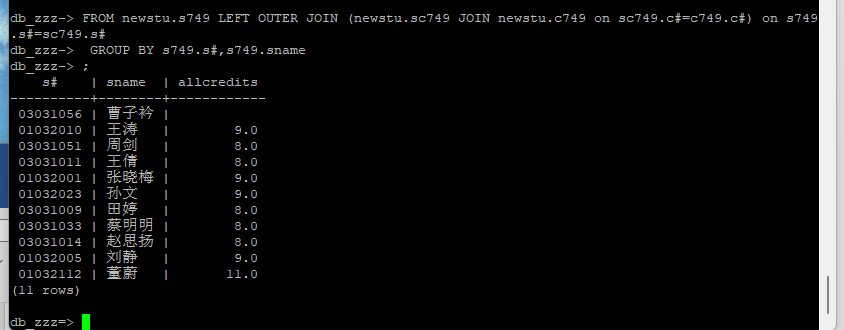 db_zzz-> FROM newstu.s749 LEFT OUTER JOIN (newstu.sc749 JOIN newstu.c749 on sc749.c#=c749.c#) on s749
.s#=sc749.s#
db_zzz->  GROUP BY s749.s#,s749.sname
db_zzz-> ;
    s#    | sname  | allcredits
----------+--------+------------
 03031056 | 曹子衿 |
 01032010 | 王涛   |        9.0
 03031051 | 周剑   |        8.0
 03031011 | 王倩   |        8.0
 01032001 | 张晓梅 |        9.0
 01032023 | 孙文   |        9.0
 03031009 | 田婷   |        8.0
 03031033 | 蔡明明 |        8.0
 03031014 | 赵思扬 |        8.0
 01032005 | 刘静   |        9.0
 01032112 | 董蔚   |       11.0
(11 rows)
db_zzz=>